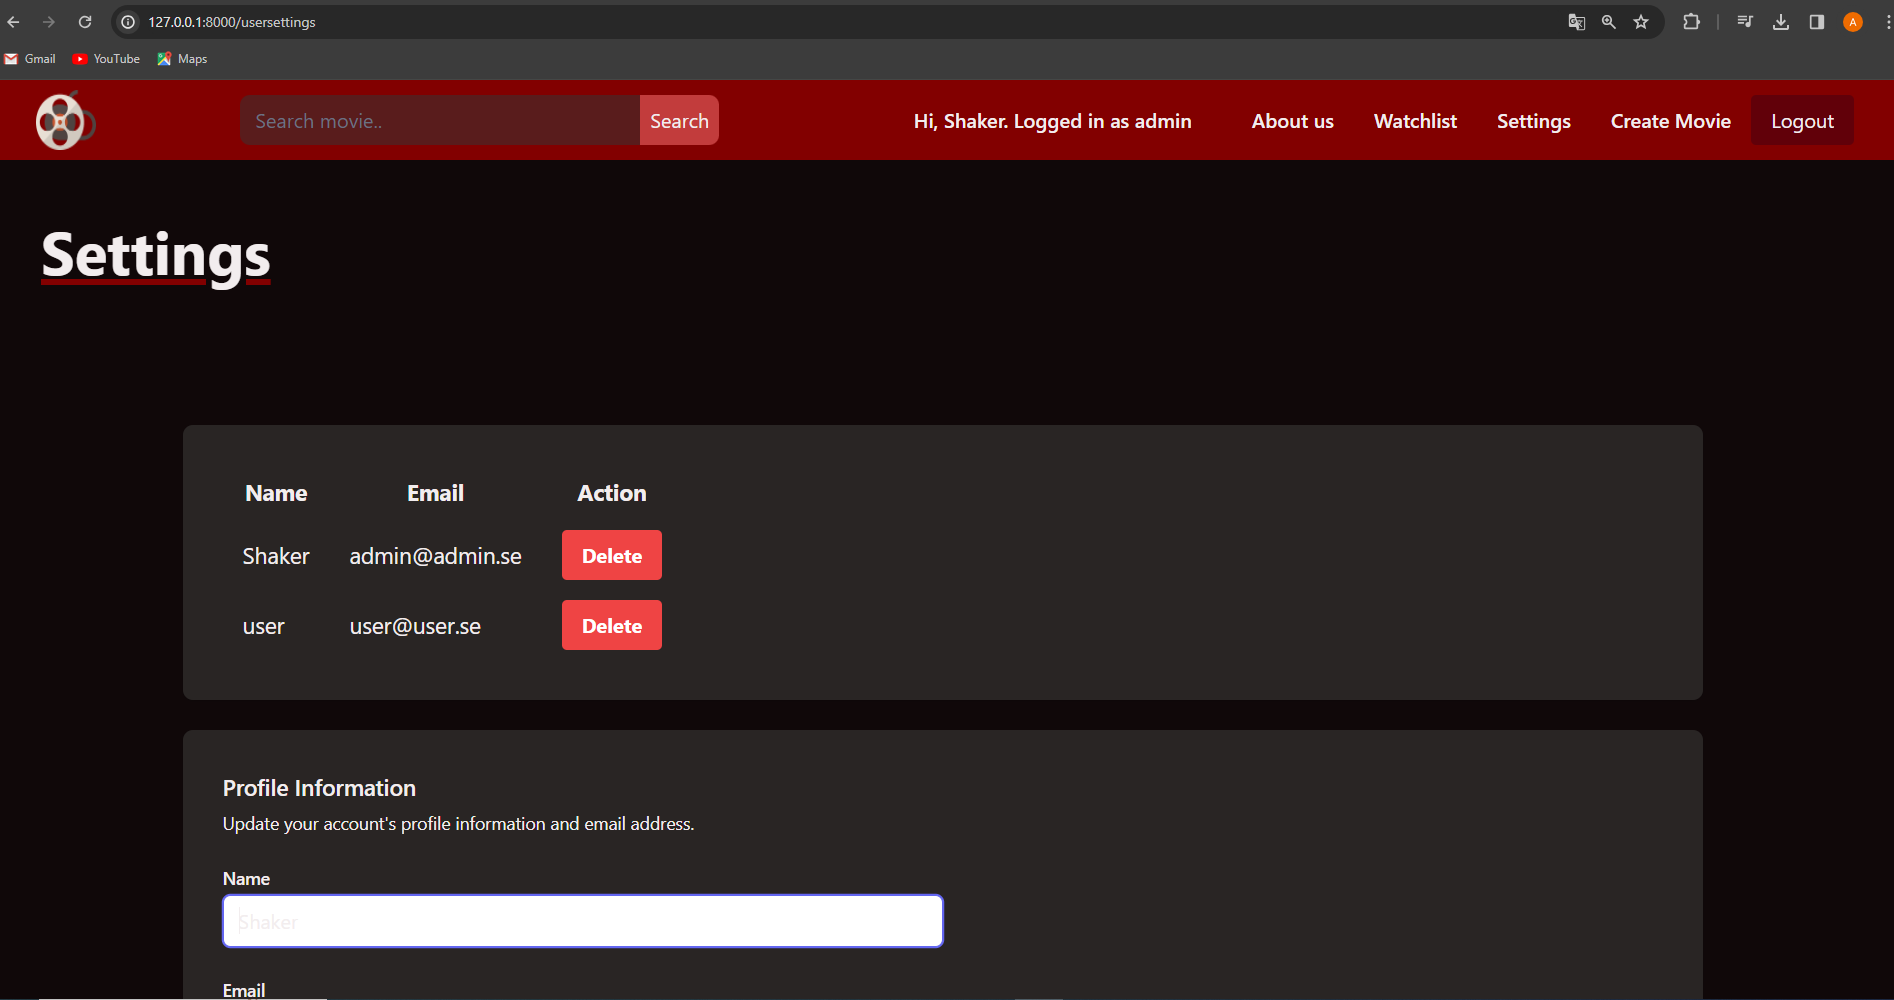 127.0.0.1:8000/usersettings
A
Gmail YouTube Maps
Search movie.. Search Hi, Shaker. Logged in as admin About us Watchlist Settings Create Movie Logout
Settings
Name Email Action
Shaker admin@admin.se Delete
user user@user.se Delete
Profile Information
Update your account's profile information and email address.
Name
Shaker
Email